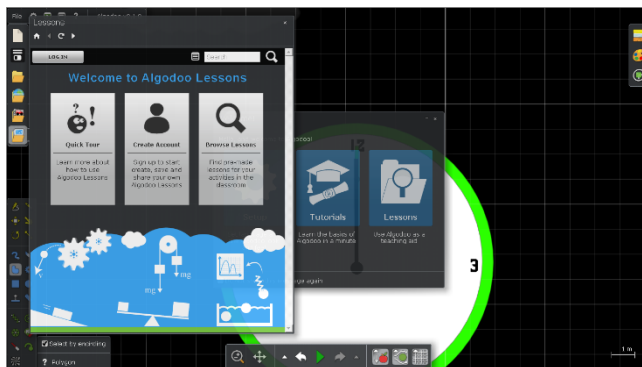 File
Lessons
LOG IN
Search
Welcome to Algodoo Lessons
Quick Tour
Create Account
Browse Lessons
Learn more about
how to use
Algodoo Lessons
Sign up to start
create, save and
share your own
Algodoo Lessons
Find pre-made
lessons for your
activities in the
classroom
mg
mg
12
Tutorials
Lessons
Learn the basics of
Algodoo in a minute
Use Algodoo as a
teaching aid
again
3
1 m
Select by encircling
? Polygon